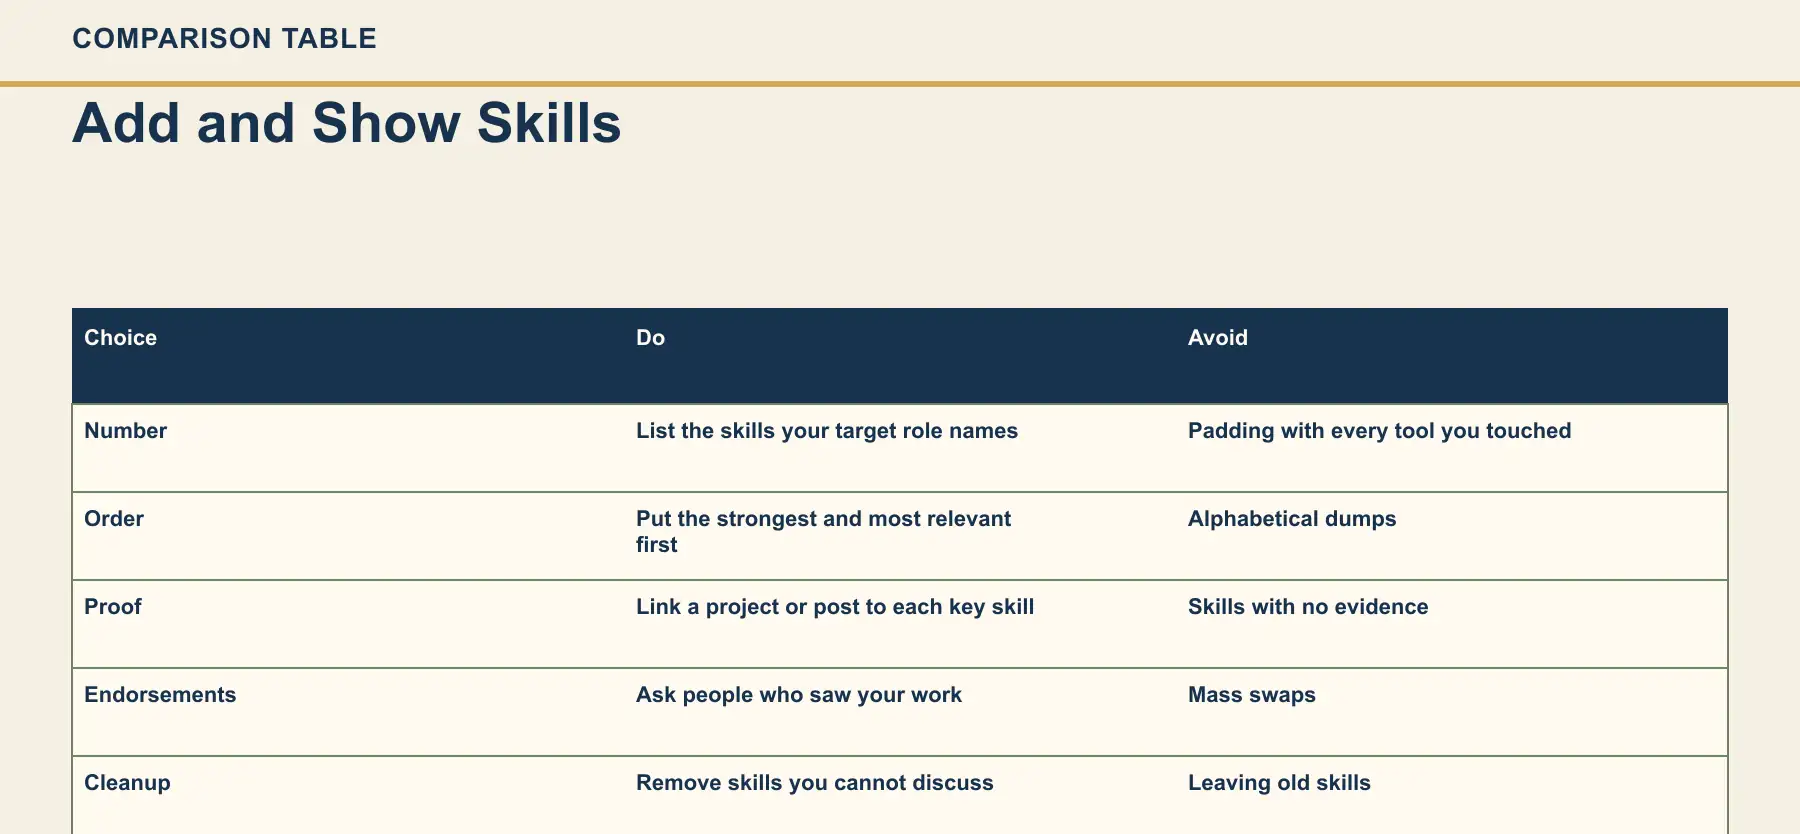 COMPARISON TABLE
Add and Show Skills
Choice Do Avoid
Number List the skills your target role names Padding with every tool you touched
Order Put the strongest and most relevant Alphabetical dumps
first
Proof Link a project or post to each key skill Skills with no evidence
Endorsements Ask people who saw your work Mass swaps
Cleanup Remove skills you cannot discuss Leaving old skills